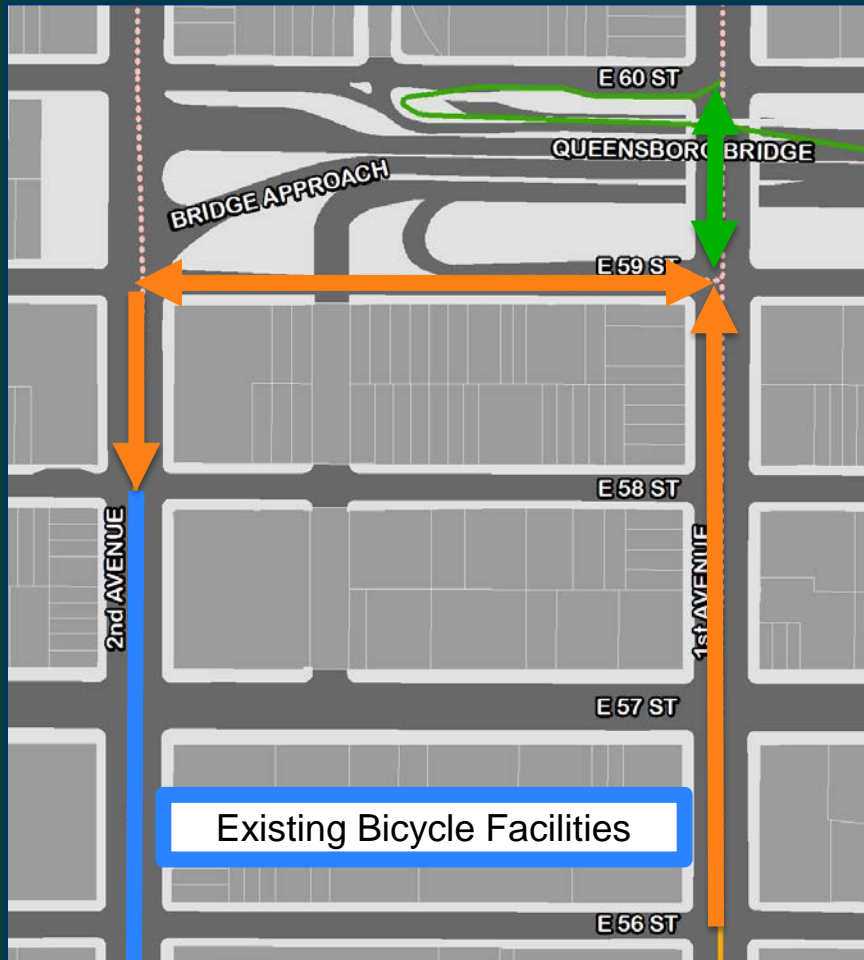 E 60 ST
QUEENSBORO BRIDGE
BRIDGE APPROACH
E 59 ST
E 58 ST
2nd AVENUE
1st AVENUE
E 57 ST
Existing Bicycle Facilities
E 56 ST